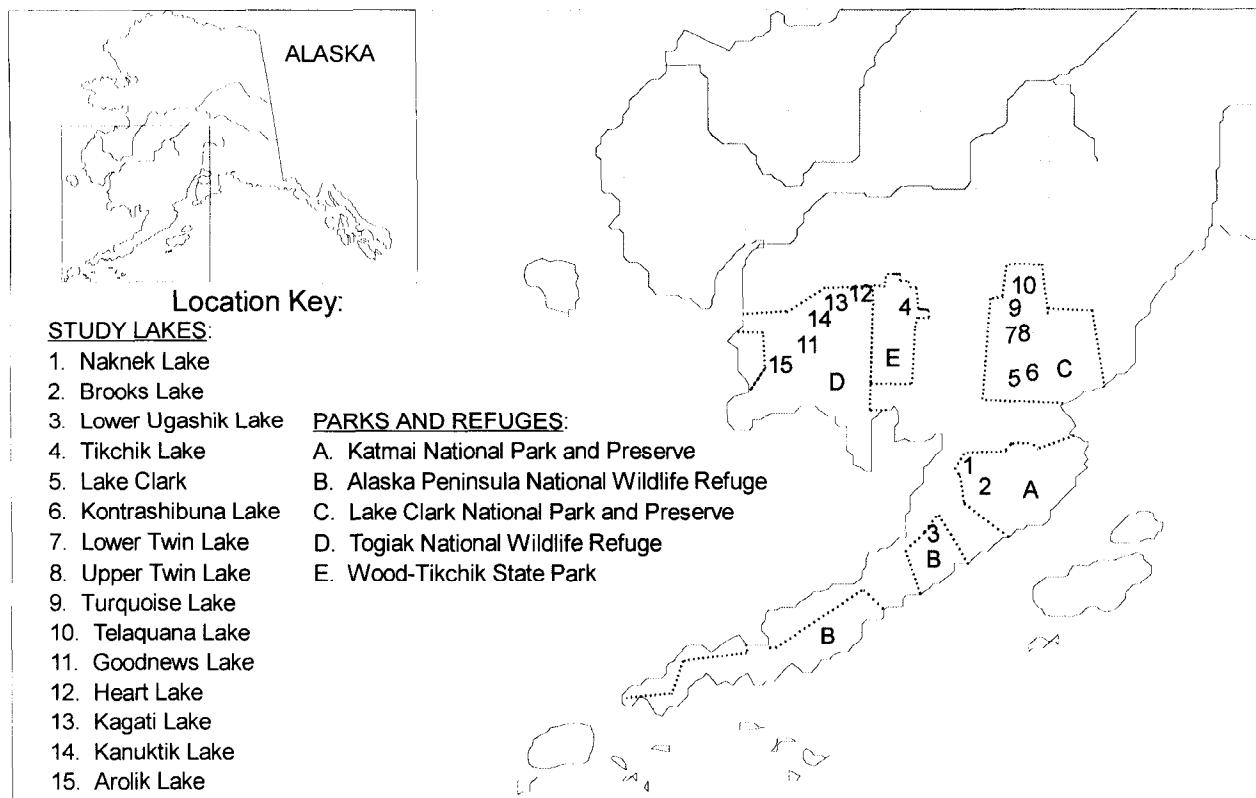 ALASKA
Location Key:
STUDY LAKES:
1. Naknek Lake
2. Brooks Lake
3. Lower Ugashik Lake
4. Tikchik Lake
5. Lake Clark
6. Kontrashibuna Lake
7. Lower Twin Lake
8. Upper Twin Lake
9. Turquoise Lake
10. Telaquana Lake
11. Goodnews Lake
12. Heart Lake
13. Kagati Lake
14. Kanuktik Lake
15. Arolik Lake
PARKS AND REFUGES:
A. Katmai National Park and Preserve
B. Alaska Peninsula National Wildlife Refuge
C. Lake Clark National Park and Preserve
D. Togiak National Wildlife Refuge
E. Wood-Tikchik State Park
12
13
14
11
15
D
4
E
10
9
78
5 6 C
1
2 A
3
B
B